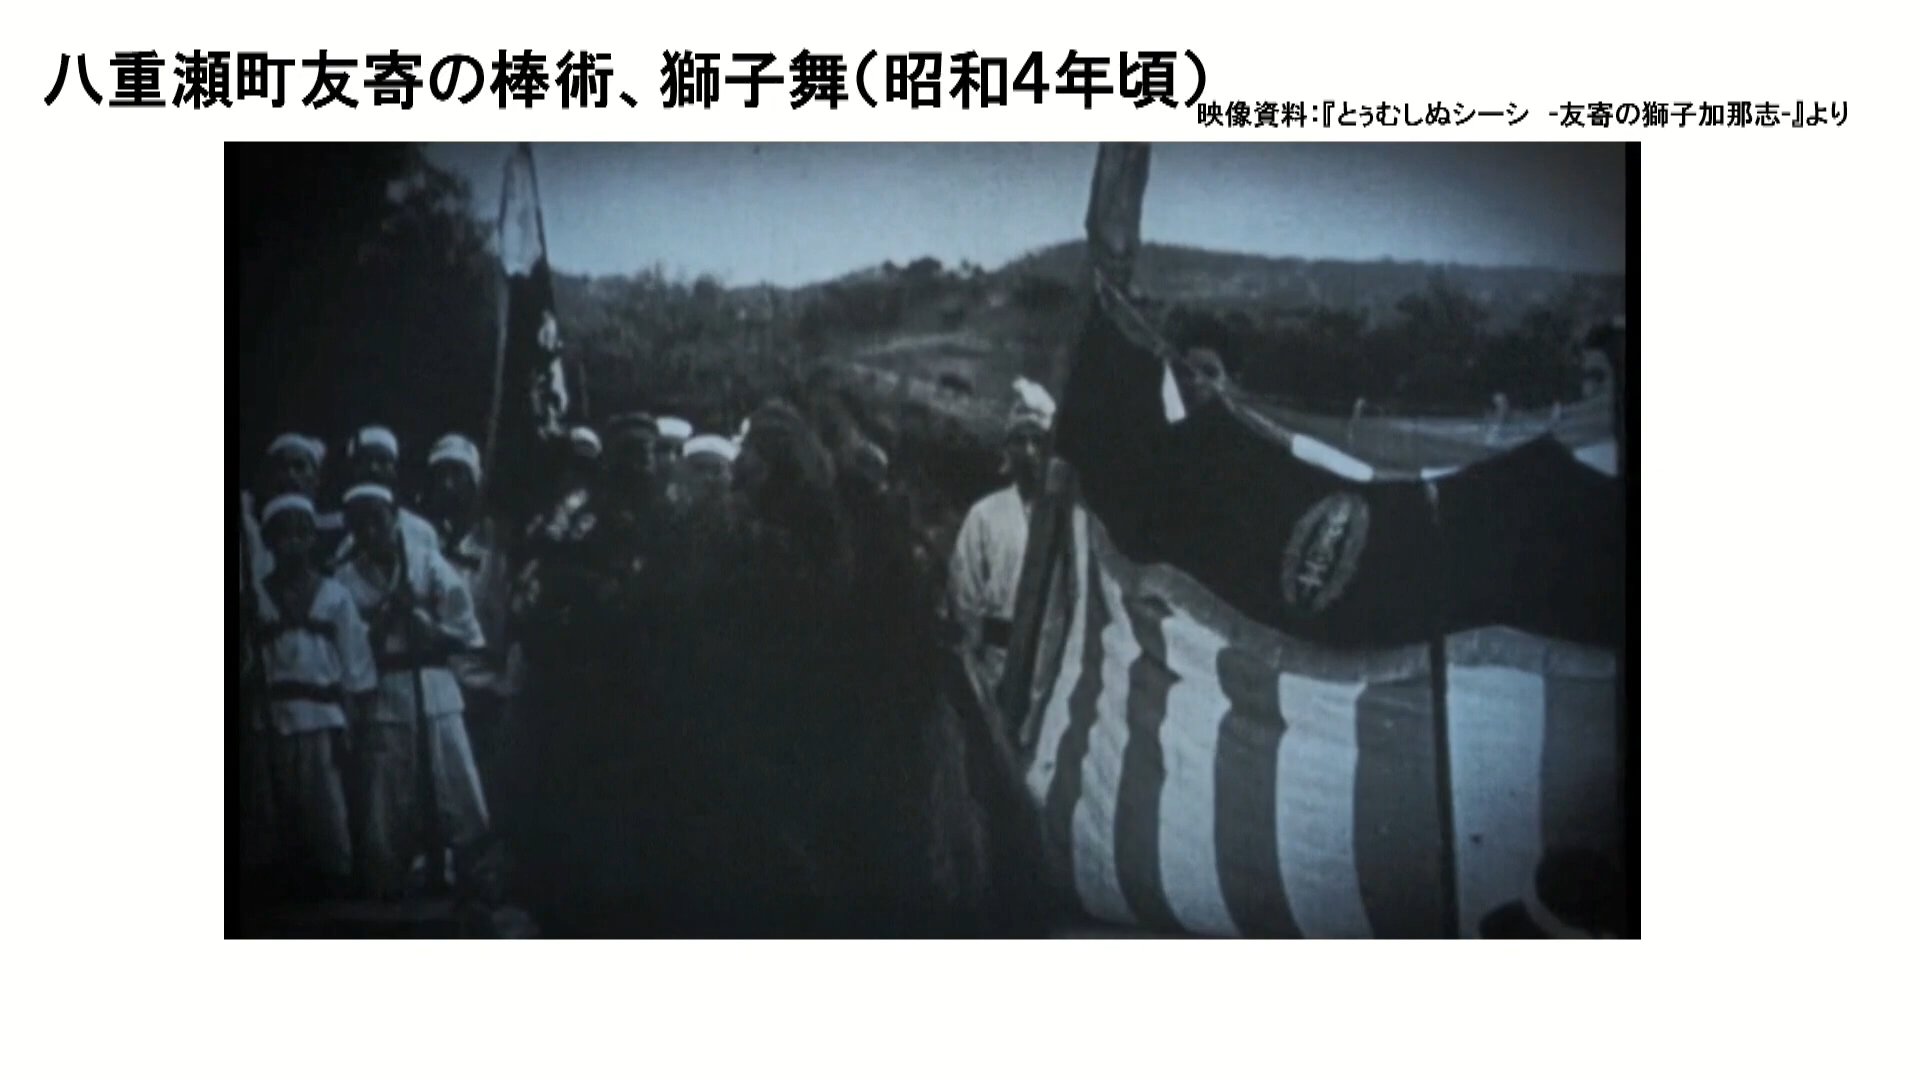 八重瀬町友寄の棒術、獅子舞（昭和4年頃）
映像資料：『とぅむしぬシーシ　-友寄の獅子加那志-』より